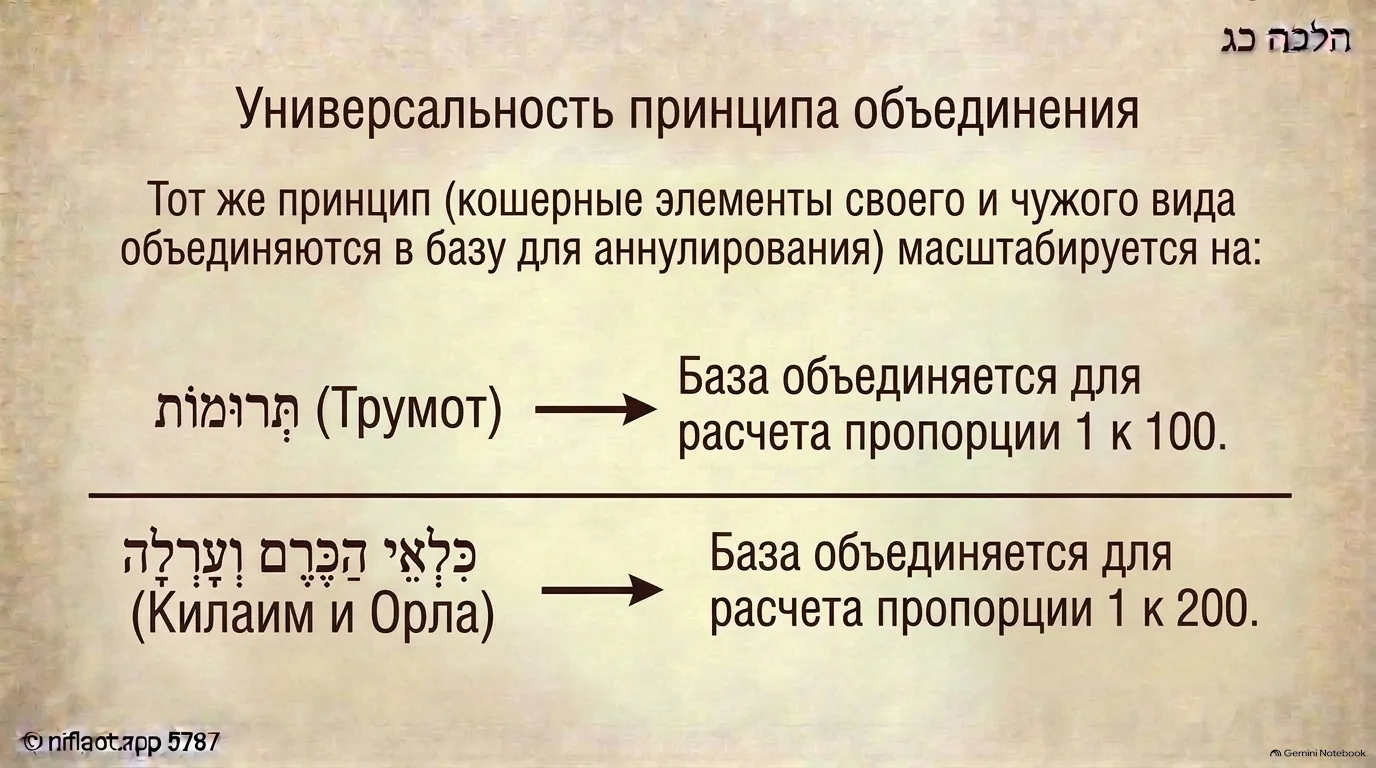 הלכה כג
Универсальность принципа объединения
Тот же принцип (кошерные элементы своего и чужого вида
объединяются в базу для аннулирования) масштабируется на:
תְּרוּמוֹת (Трумот)
База объединяется для
расчета пропорции 1 к 100.
כִּלְאֵי הַכֶּרֶם וְעָרְלָה
(Килаим и Орла)
База объединяется для
расчета пропорции 1 к 200.
© niflaot.app 5787
Gemini Notebook